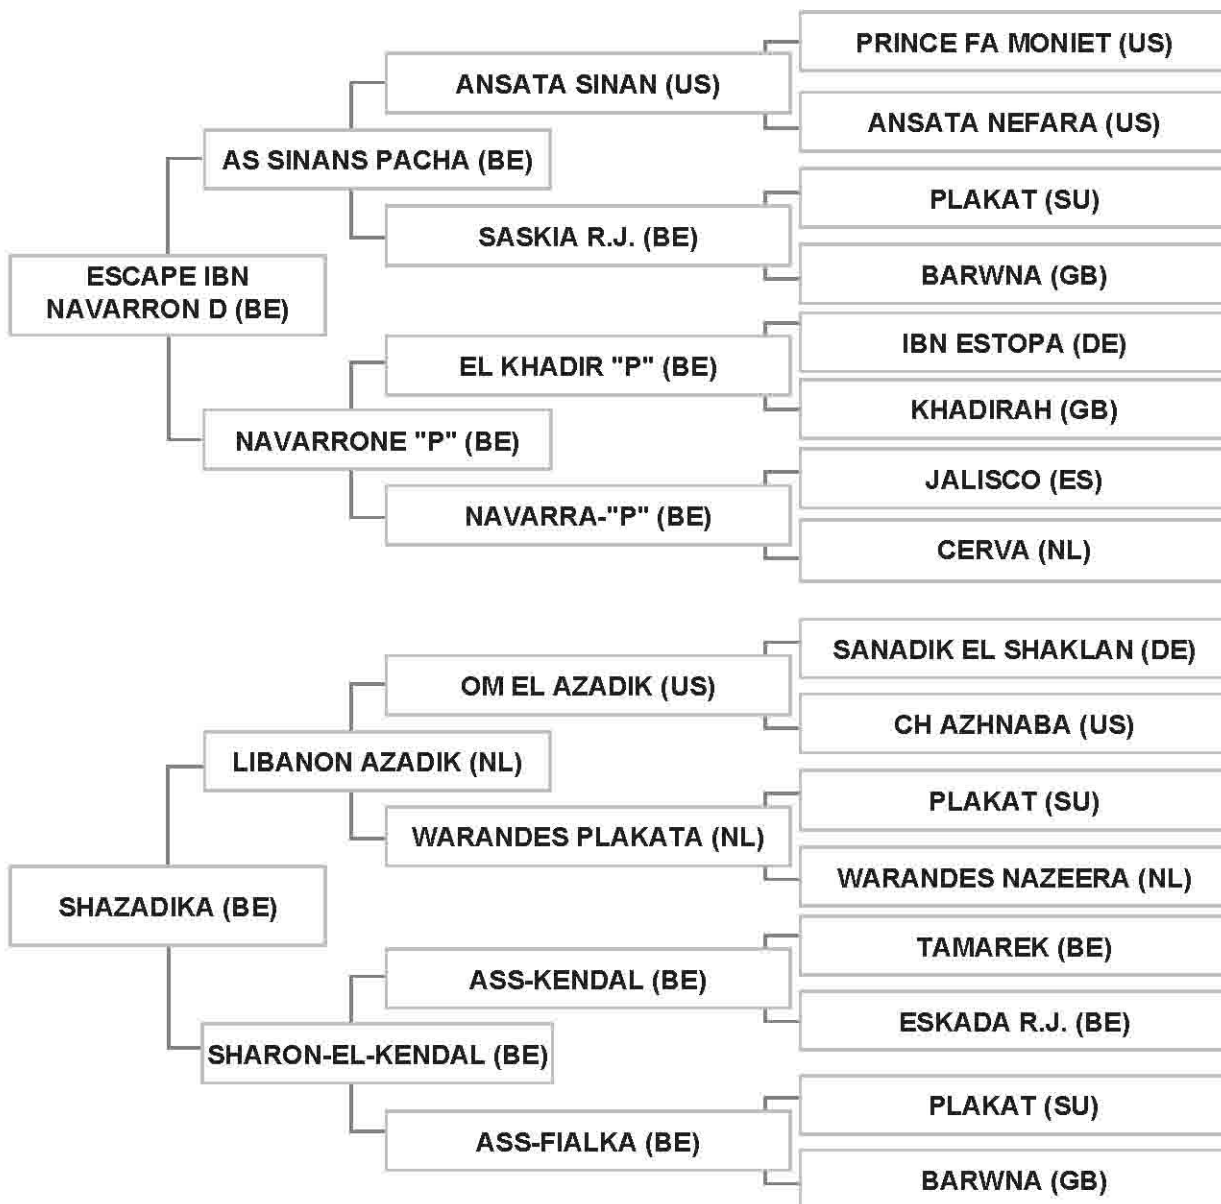 PRINCE FA MONIET (US)
ANSATA SINAN (US)
ANSATA NEFARA (US)
AS SINANS PACHA (BE)
PLAKAT (SU)
SASKIA R.J. (BE)
BARWNA (GB)
ESCAPE IBN
NAVARRON D (BE)
IBN ESTOPA (DE)
EL KHADIR "P" (BE)
KHADIRAH (GB)
NAVARRONE "P" (BE)
JALISCO (ES)
NAVARRA-"P" (BE)
CERVA (NL)
SANADIK EL SHAKLAN (DE)
OM EL AZADIK (US)
CH AZHNABA (US)
LIBANON AZADIK (NL)
PLAKAT (SU)
WARANDES PLAKATA (NL)
WARANDES NAZEERA (NL)
SHAZADIKA (BE)
TAMAREK (BE)
ASS-KENDAL (BE)
ESKADA R.J. (BE)
SHARON-EL-KENDAL (BE)
PLAKAT (SU)
ASS-FIALKA (BE)
BARWNA (GB)